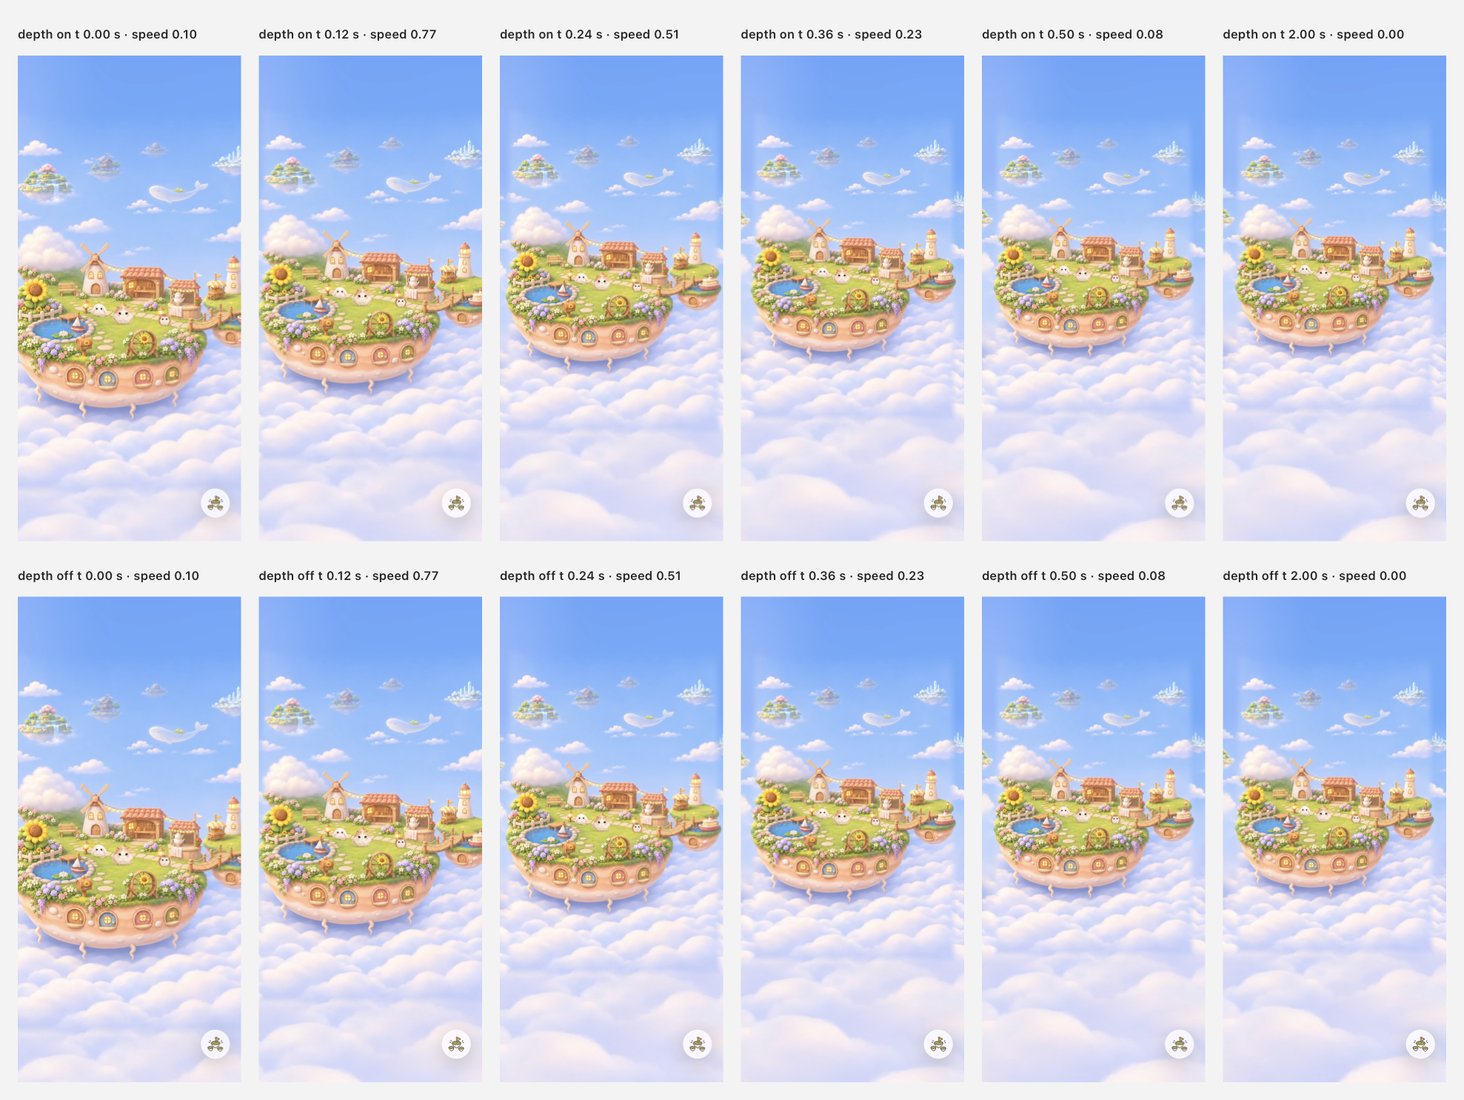 depth on t 0.00 s · speed 0.10
depth on t 0.12 s · speed 0.77
depth on t 0.24 s · speed 0.51
depth on t 0.36 s · speed 0.23
depth on t 0.50 s · speed 0.08
depth on t 2.00 s · speed 0.00
depth off t 0.00 s · speed 0.10
depth off t 0.12 s · speed 0.77
depth off t 0.24 s · speed 0.51
depth off t 0.36 s · speed 0.23
depth off t 0.50 s · speed 0.08
depth off t 2.00 s · speed 0.00